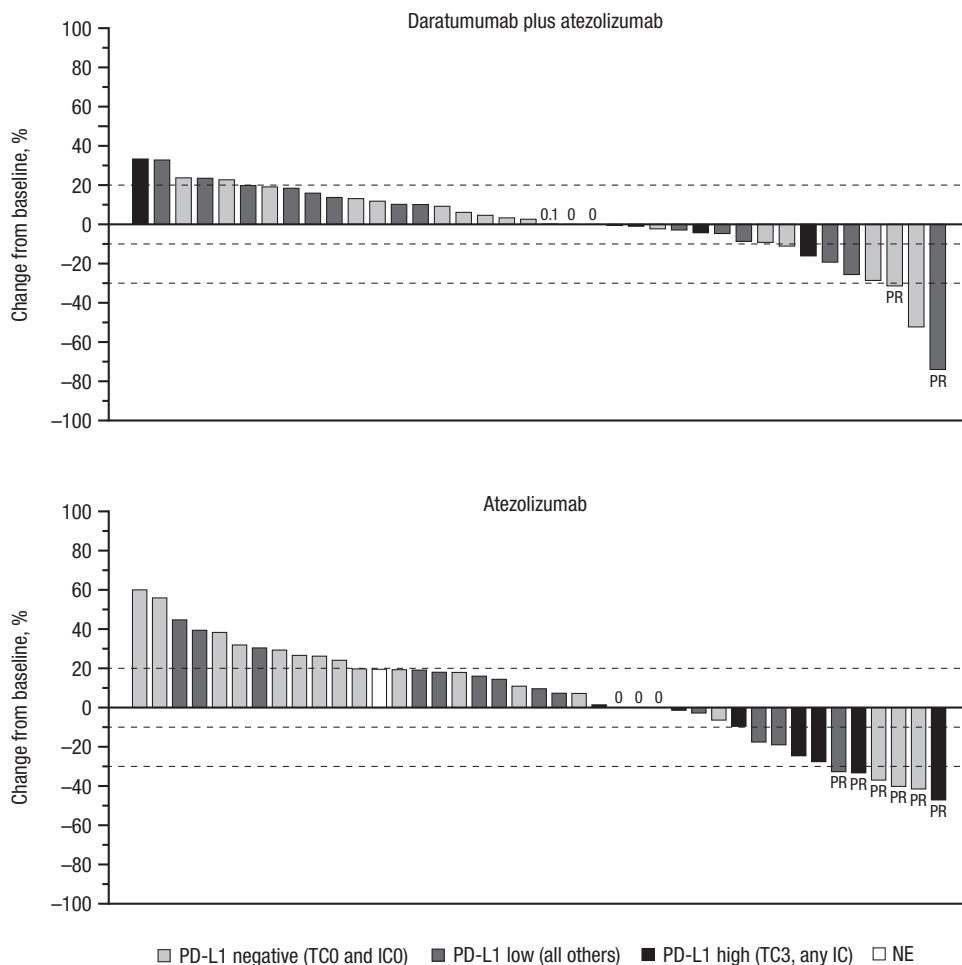 Daratumumab plus atezolizumab
Change from baseline, %
100
80
60
40
20
0
–20
–40
–60
–80
–100
0.1 0 0
PR
PR
Atezolizumab
Change from baseline, %
100
80
60
40
20
0
–20
–40
–60
–80
–100
0 0 0
PR PR
PR
PR
PR
PR
PD-L1 negative (TC0 and IC0) PD-L1 low (all others) PD-L1 high (TC3, any IC) NE